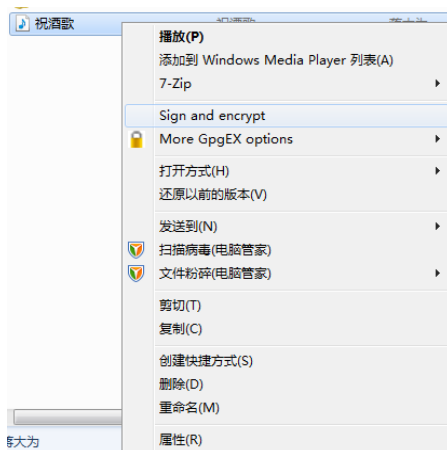 祝酒歌
播放(P)
添加到 Windows Media Player 列表(A)
7-Zip
Sign and encrypt
More GpgEX options
打开方式(H)
还原以前的版本(V)
发送到(N)
扫描病毒(电脑管家)
文件粉碎(电脑管家)
剪切(T)
复制(C)
创建快捷方式(S)
删除(D)
重命名(M)
属性(R)
蒋大为